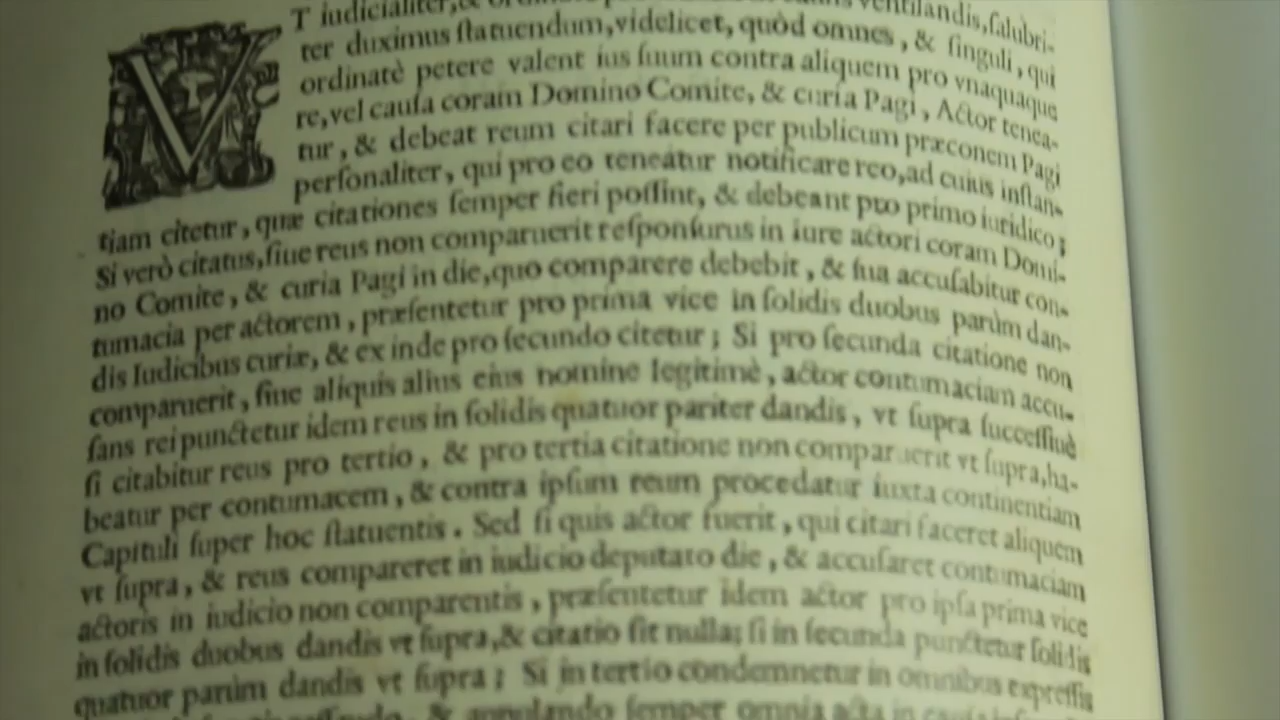 VT iudicialiter, & ventilandis, ſalubri-
ter duximus ſtatuendum, videlicet, quòd omnes, & ſinguli, qui
ordinatè petere valent ius ſuum contra aliquem pro vnaquaque
re, vel cauſa coram Domino Comite, & curia Pagi, Actor tenea-
tur, & debeat reum citari facere per publicum præconem Pagi
perſonaliter, qui pro eo teneatur notificare reo, ad cuius inſtan-
tiam citetur, quæ citationes ſemper fieri poſſint, & debeant pro primo iuridico;
Si verò citatus, ſiue reus non comparuerit reſponſurus in iure actori coram Domi-
no Comite, & curia Pagi in die, quo comparere debebit, & ſua accuſabitur con-
tumacia per actorem, præſentetur pro prima vice in ſolidis duobus parùm dan-
dis Iudicibus curiæ, & ex inde pro ſecundo citetur; Si pro ſecunda citatione non
comparuerit, ſiue aliquis alius eius nomine legitimè, actor contumaciam accu-
ſans rei punctetur idem reus in ſolidis quatuor pariter dandis, vt ſupra ſucceſſiuè
ſi citabitur reus pro tertio, & pro tertia citatione non comparuerit vt ſupra, ha-
beatur per contumacem, & contra ipſum reum procedatur iuxta continentiam
Capituli ſuper hoc ſtatuentis. Sed ſi quis actor fuerit, qui citari faceret aliquem
vt ſupra, & reus compareret in iudicio deputato die, & accuſaret contumaciam
actoris in iudicio non comparentis, præſentetur idem actor pro ipſa prima vice
in ſolidis duobus dandis vt ſupra, & citatio ſit nulla; ſi in ſecunda punctetur ſolidis
quatuor parùm dandis vt ſupra; Si in tertio condemnetur in omnibus expreſſis
& annulando ſemper omnia acta in